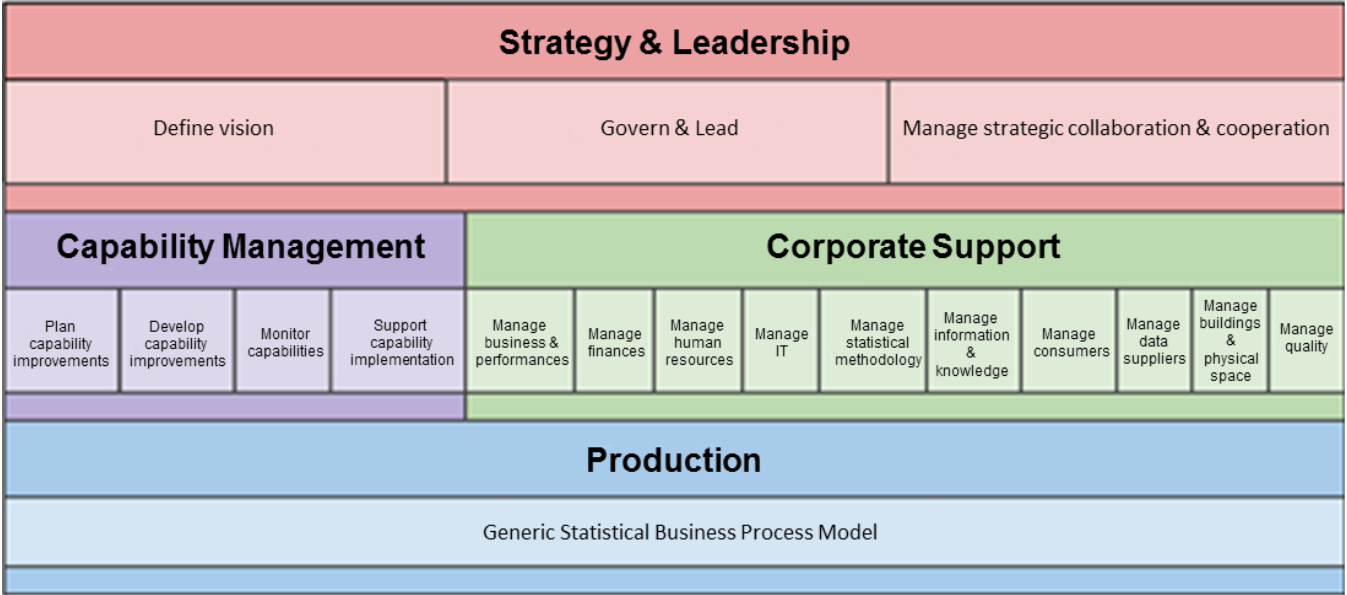 Strategy & Leadership
Define vision
Govern & Lead
Manage strategic collaboration & cooperation
Capability Management
Corporate Support
Plan
capability
improvements
Develop
capability
improvements
Monitor
capabilities
Support
capability
implementation
Manage
business &
performances
Manage
finances
Manage
human
resources
Manage
IT
Manage
statistical
methodology
Manage
information
&
knowledge
Manage
consumers
Manage
data
suppliers
Manage
buildings
&
physical
space
Manage
quality
Production
Generic Statistical Business Process Model